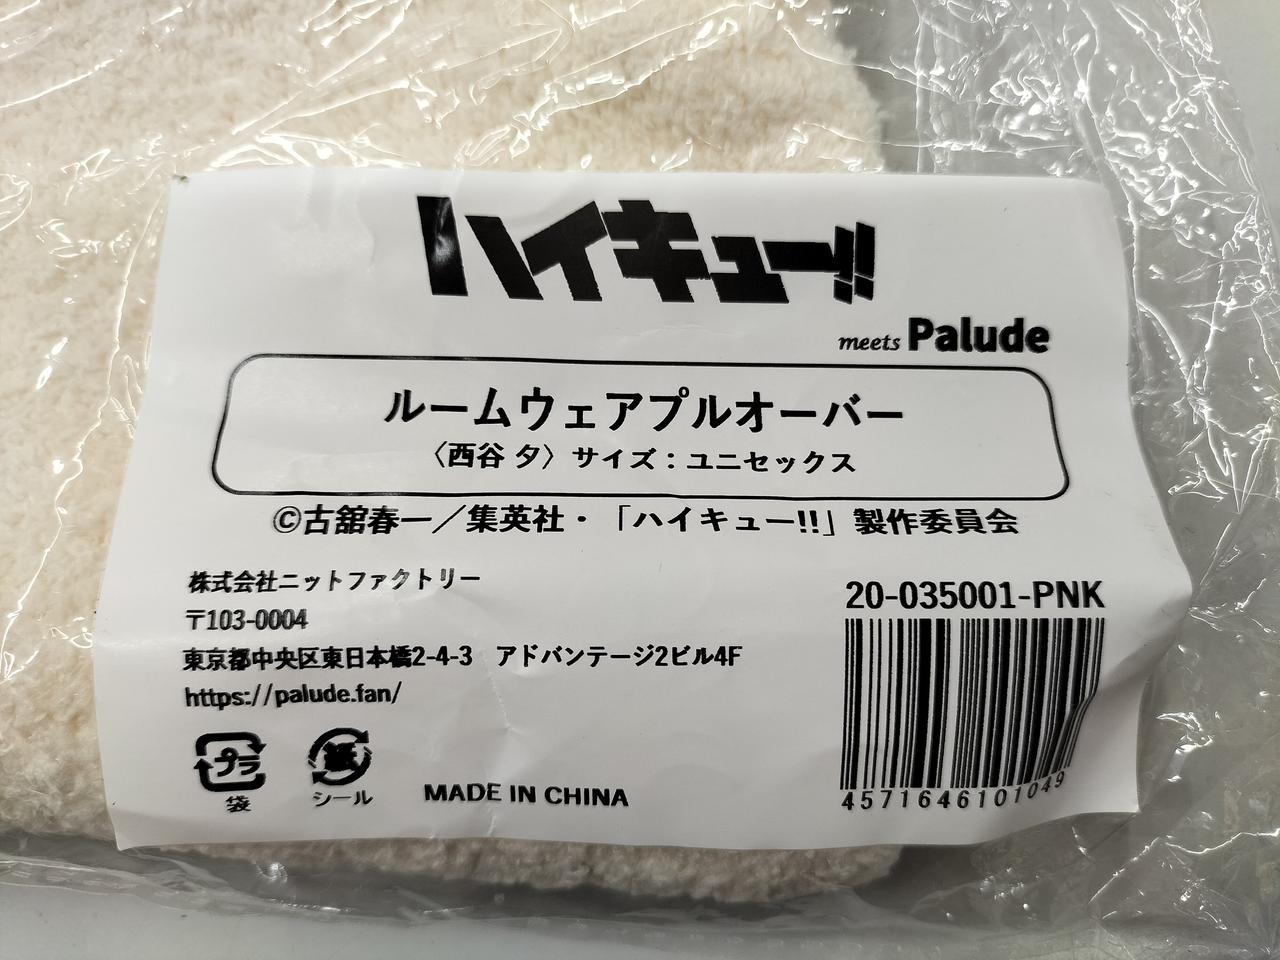 ハイキュー!!
meets Palude
ルームウェアプルオーバー
〈西谷 夕〉サイズ：ユニセックス
©古舘春一／集英社・「ハイキュー!!」製作委員会
株式会社ニットファクトリー
〒103-0004
東京都中央区東日本橋2-4-3　アドバンテージ2ビル4F
https://palude.fan/
プラ
袋
紙
シール
MADE IN CHINA
20-035001-PNK
4571646101049